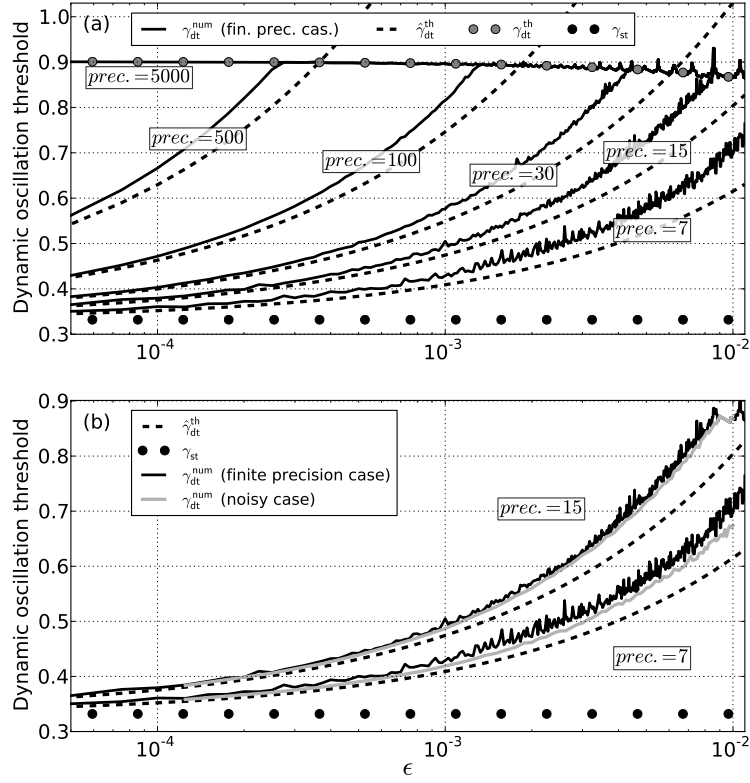 (a)
γ_dt^num (fin. prec. cas.) γ̂_dt^th γ_dt^th γ_st
Dynamic oscillation threshold
1.0
0.9
0.8
0.7
0.6
0.5
0.4
0.3
prec.=5000
prec.=500
prec.=100
prec.=30
prec.=15
prec.=7
10^-4 10^-3 10^-2
(b)
γ̂_dt^th
γ_st
γ_dt^num (finite precision case)
γ_dt^num (noisy case)
Dynamic oscillation threshold
0.9
0.8
0.7
0.6
0.5
0.4
0.3
prec.=15
prec.=7
10^-4 10^-3 10^-2
ϵ